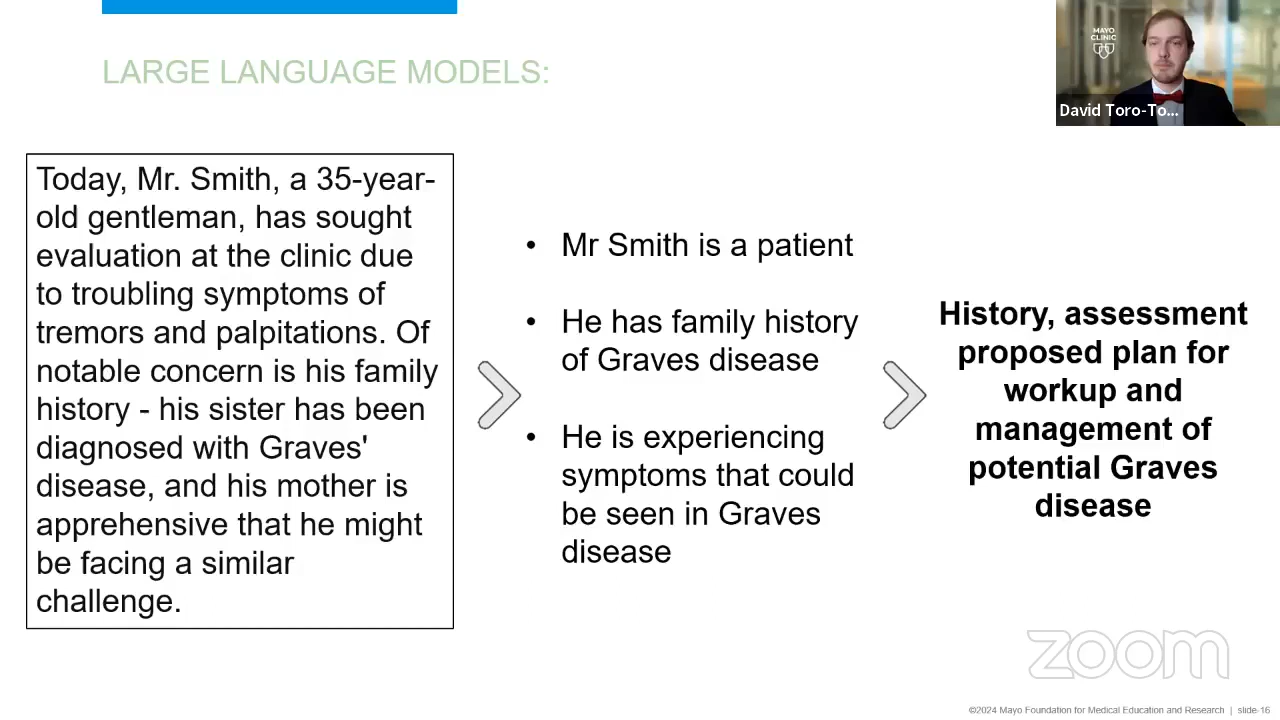 LARGE LANGUAGE MODELS:
MAYO
CLINIC
David Toro-To...
Today, Mr. Smith, a 35-year-
old gentleman, has sought
evaluation at the clinic due
to troubling symptoms of
tremors and palpitations. Of
notable concern is his family
history - his sister has been
diagnosed with Graves'
disease, and his mother is
apprehensive that he might
be facing a similar
challenge.
• Mr Smith is a patient
• He has family history
of Graves disease
• He is experiencing
symptoms that could
be seen in Graves
disease
History, assessment
proposed plan for
workup and
management of
potential Graves
disease
zoom
©2024 Mayo Foundation for Medical Education and Research | slide-16